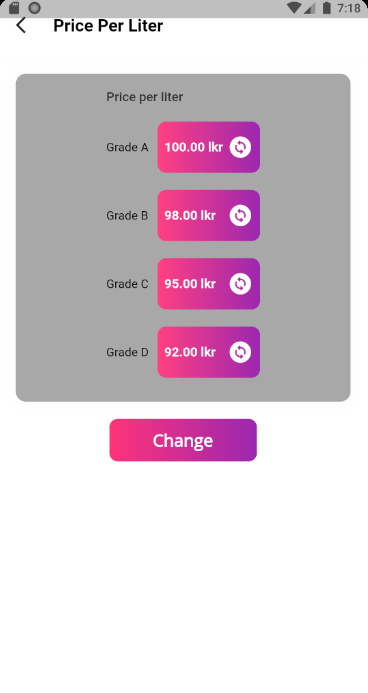 7:18
Price Per Liter
Price per liter
Grade A 100.00 lkr
Grade B 98.00 lkr
Grade C 95.00 lkr
Grade D 92.00 lkr
Change